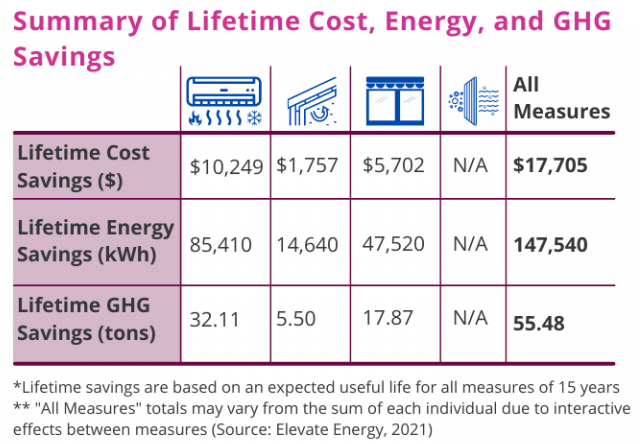 Summary of Lifetime Cost, Energy, and GHG
Savings
All
Measures
Lifetime Cost
Savings ($)
$10,249 $1,757 $5,702 N/A $17,705
Lifetime Energy
Savings (kWh)
85,410 14,640 47,520 N/A 147,540
Lifetime GHG
Savings (tons)
32.11 5.50 17.87 N/A 55.48
*Lifetime savings are based on an expected useful life for all measures of 15 years
** "All Measures" totals may vary from the sum of each individual due to interactive
effects between measures (Source: Elevate Energy, 2021)